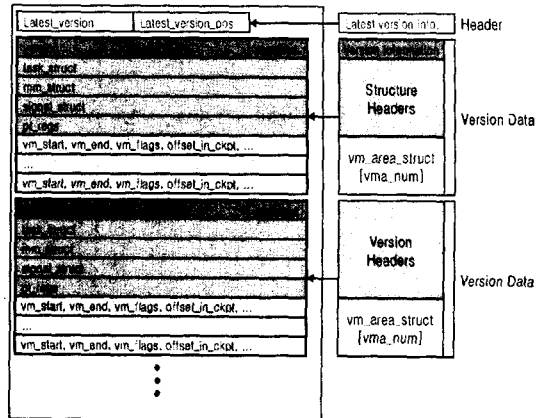 Latest_version Latest_version_pos Latest version info. Header
task_struct
mm_struct
signal_struct
pt_regs
vm_start, vm_end, vm_flags, offset_in_ckpt, ...
...
vm_start, vm_end, vm_flags, offset_in_ckpt, ...
Structure
Headers
vm_area_struct
[vma_num]
Version Data
task_struct
mm_struct
signal_struct
pt_regs
vm_start, vm_end, vm_flags, offset_in_ckpt, ...
...
vm_start, vm_end, vm_flags, offset_in_ckpt, ...
Version
Headers
vm_area_struct
[vma_num]
Version Data